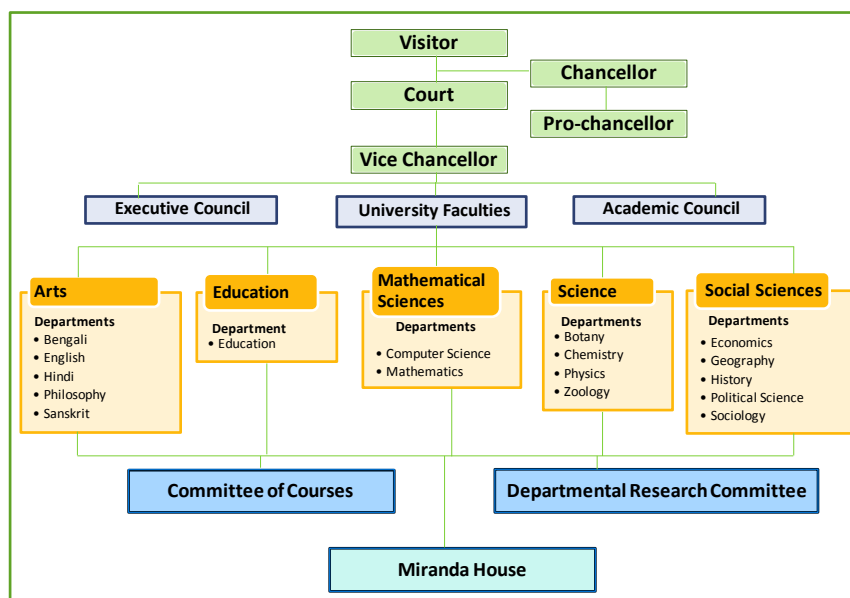 Visitor
Chancellor
Court
Pro-chancellor
Vice Chancellor
Executive Council
University Faculties
Academic Council
Arts
Departments
• Bengali
• English
• Hindi
• Philosophy
• Sanskrit
Education
Department
• Education
Mathematical
Sciences
Departments
• Computer Science
• Mathematics
Science
Departments
• Botany
• Chemistry
• Physics
• Zoology
Social Sciences
Departments
• Economics
• Geography
• History
• Political Science
• Sociology
Committee of Courses
Departmental Research Committee
Miranda House